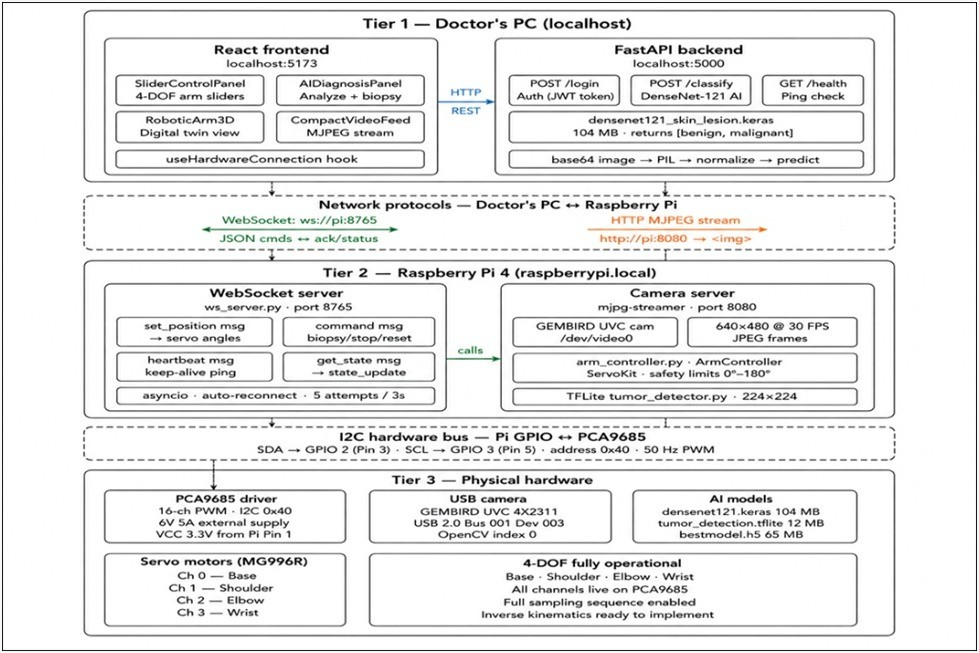 Tier 1 — Doctor's PC (localhost)
React frontend
localhost:5173
SliderControlPanel
4-DOF arm sliders
AIDiagnosisPanel
Analyze + biopsy
RoboticArm3D
Digital twin view
CompactVideoFeed
MJPEG stream
useHardwareConnection hook
HTTP
REST
FastAPI backend
localhost:5000
POST /login
Auth (JWT token)
POST /classify
DenseNet-121 AI
GET /health
Ping check
densenet121_skin_lesion.keras
104 MB · returns [benign, malignant]
base64 image → PIL → normalize → predict
Network protocols — Doctor's PC ↔ Raspberry Pi
WebSocket: ws://pi:8765
JSON cmds ↔ ack/status
HTTP MJPEG stream
http://pi:8080 → <img>
Tier 2 — Raspberry Pi 4 (raspberrypi.local)
WebSocket server
ws_server.py · port 8765
set_position msg
→ servo angles
command msg
biopsy/stop/reset
heartbeat msg
keep-alive ping
get_state msg
→ state_update
asyncio · auto-reconnect · 5 attempts / 3s
calls
Camera server
mjpg-streamer · port 8080
GEMBIRD UVC cam
/dev/video0
640×480 @ 30 FPS
JPEG frames
arm_controller.py · ArmController
ServoKit · safety limits 0°–180°
TFLite tumor_detector.py · 224×224
I2C hardware bus — Pi GPIO ↔ PCA9685
SDA → GPIO 2 (Pin 3) · SCL → GPIO 3 (Pin 5) · address 0x40 · 50 Hz PWM
Tier 3 — Physical hardware
PCA9685 driver
16-ch PWM · I2C 0x40
6V 5A external supply
VCC 3.3V from Pi Pin 1
USB camera
GEMBIRD UVC 4X2311
USB 2.0 Bus 001 Dev 003
OpenCV index 0
AI models
densenet121.keras 104 MB
tumor_detection.tflite 12 MB
bestmodel.h5 65 MB
Servo motors (MG996R)
Ch 0 — Base
Ch 1 — Shoulder
Ch 2 — Elbow
Ch 3 — Wrist
4-DOF fully operational
Base · Shoulder · Elbow · Wrist
All channels live on PCA9685
Full sampling sequence enabled
Inverse kinematics ready to implement